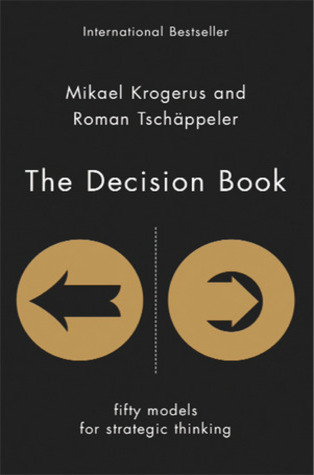 International Bestseller
Mikael Krogerus and
Roman Tschäppeler
The Decision Book
fifty models
for strategic thinking